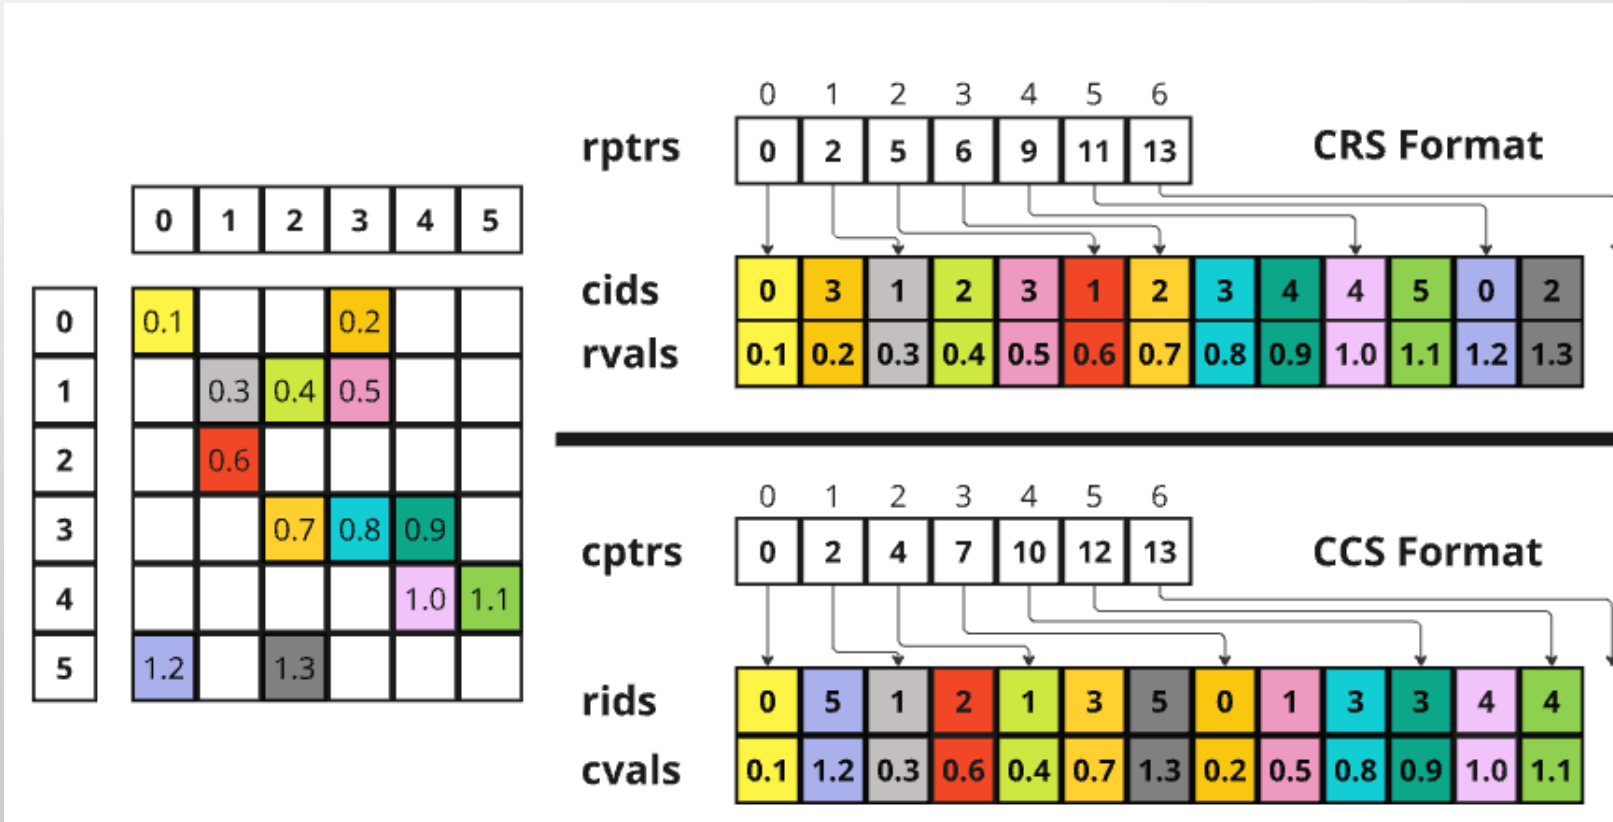 0 1 2 3 4 5
0 0.1 0.2
1 0.3 0.4 0.5
2 0.6
3 0.7 0.8 0.9
4 1.0 1.1
5 1.2 1.3
0 1 2 3 4 5 6
rptrs 0 2 5 6 9 11 13 CRS Format
cids 0 3 1 2 3 1 2 3 4 4 5 0 2
rvals 0.1 0.2 0.3 0.4 0.5 0.6 0.7 0.8 0.9 1.0 1.1 1.2 1.3
0 1 2 3 4 5 6
cptrs 0 2 4 7 10 12 13 CCS Format
rids 0 5 1 2 1 3 5 0 1 3 3 4 4
cvals 0.1 1.2 0.3 0.6 0.4 0.7 1.3 0.2 0.5 0.8 0.9 1.0 1.1